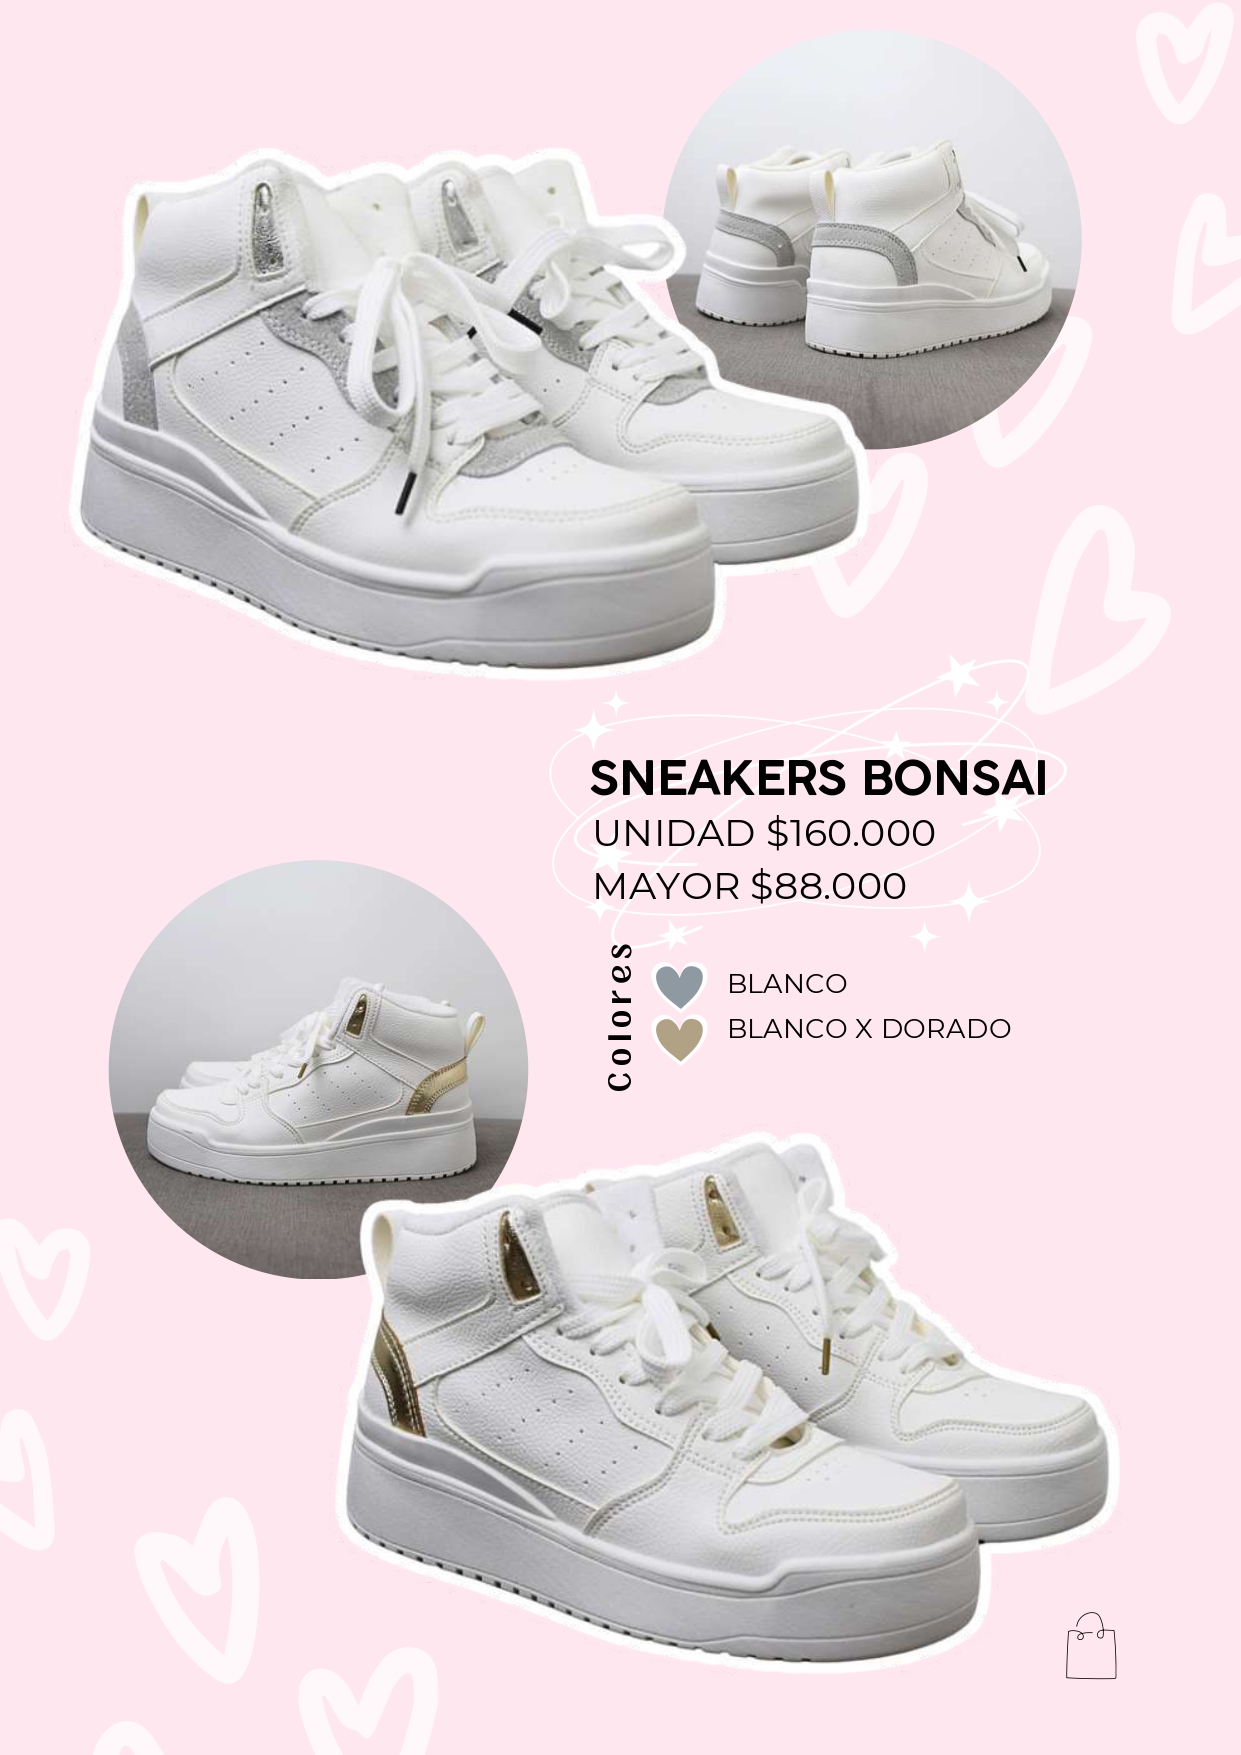 SNEAKERS BONSAI
UNIDAD $160.000
MAYOR $88.000
Colores
BLANCO
BLANCO X DORADO